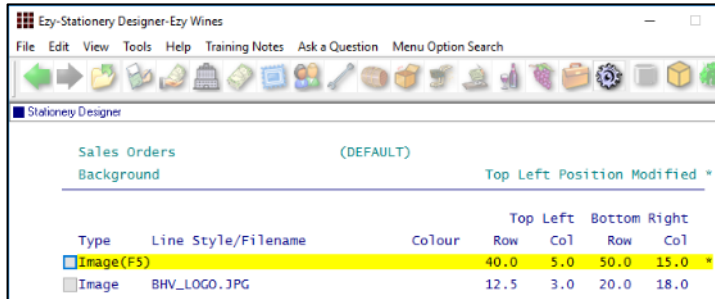 Ezy-Stationery Designer-Ezy Wines
File Edit View Tools Help Training Notes Ask a Question Menu Option Search
Stationery Designer
Sales Orders (DEFAULT)
Background Top Left Position Modified *
Top Left Bottom Right
Type Line Style/Filename Colour Row Col Row Col
Image(F5) 40.0 5.0 50.0 15.0 *
Image BHV_LOGO.JPG 12.5 3.0 20.0 18.0